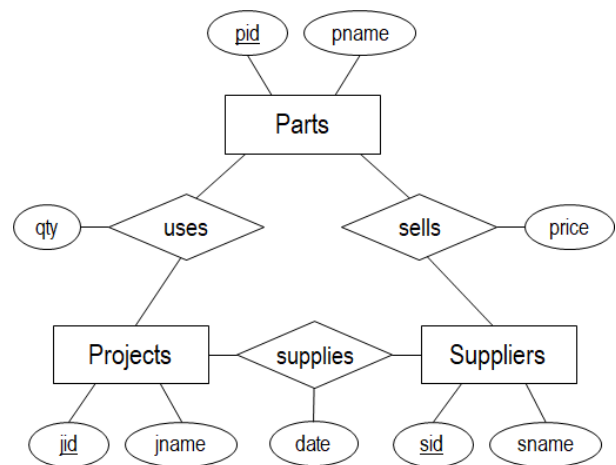 pid pname
Parts
qty uses sells price
Projects supplies Suppliers
jid jname date sid sname